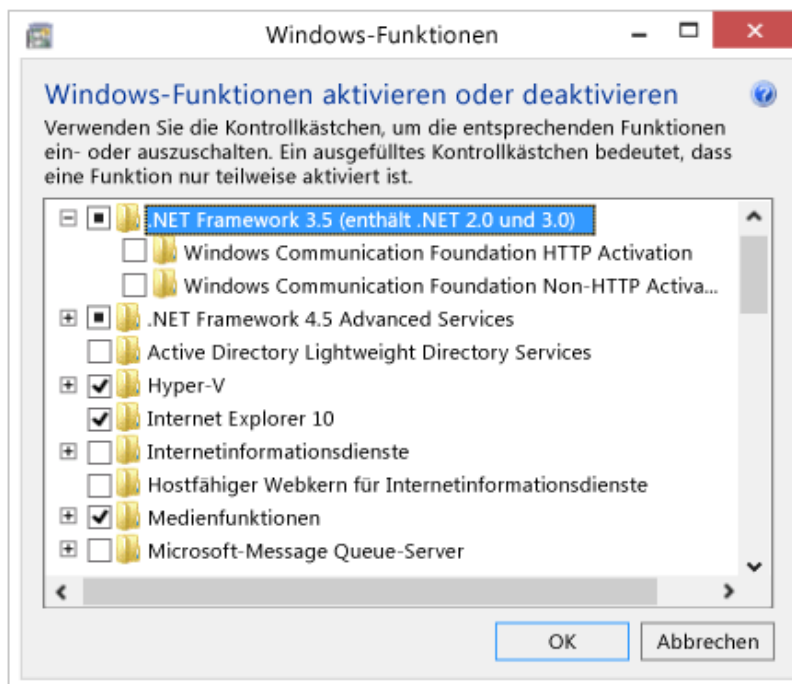 Windows-Funktionen
Windows-Funktionen aktivieren oder deaktivieren
Verwenden Sie die Kontrollkästchen, um die entsprechenden Funktionen
ein- oder auszuschalten. Ein ausgefülltes Kontrollkästchen bedeutet, dass
eine Funktion nur teilweise aktiviert ist.
.NET Framework 3.5 (enthält .NET 2.0 und 3.0)
Windows Communication Foundation HTTP Activation
Windows Communication Foundation Non-HTTP Activa...
.NET Framework 4.5 Advanced Services
Active Directory Lightweight Directory Services
Hyper-V
Internet Explorer 10
Internetinformationsdienste
Hostfähiger Webkern für Internetinformationsdienste
Medienfunktionen
Microsoft-Message Queue-Server
OK Abbrechen